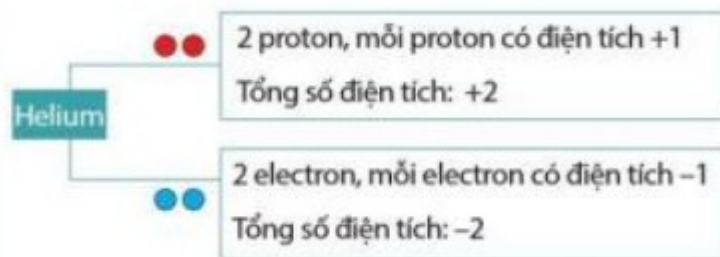 2 proton, mỗi proton có điện tích +1
Tổng số điện tích: +2
Helium
2 electron, mỗi electron có điện tích –1
Tổng số điện tích: –2